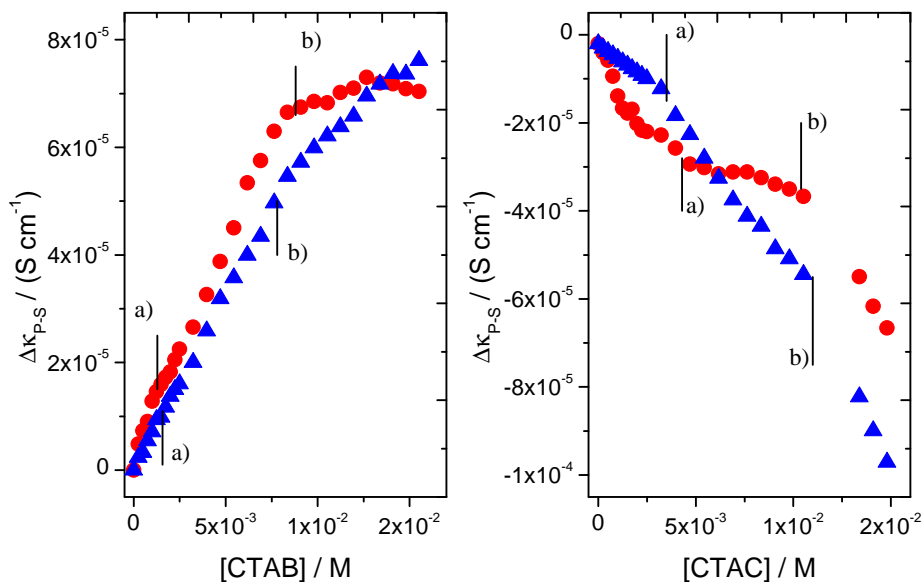 8x10⁻⁵
6x10⁻⁵
4x10⁻⁵
2x10⁻⁵
0
Δκ_P-S / (S cm⁻¹)
0
5x10⁻³
1x10⁻²
2x10⁻²
[CTAB] / M
b)
b)
a)
a)
0
-2x10⁻⁵
-4x10⁻⁵
-6x10⁻⁵
-8x10⁻⁵
-1x10⁻⁴
Δκ_P-S / (S cm⁻¹)
0
5x10⁻³
1x10⁻²
2x10⁻²
[CTAC] / M
a)
b)
a)
b)